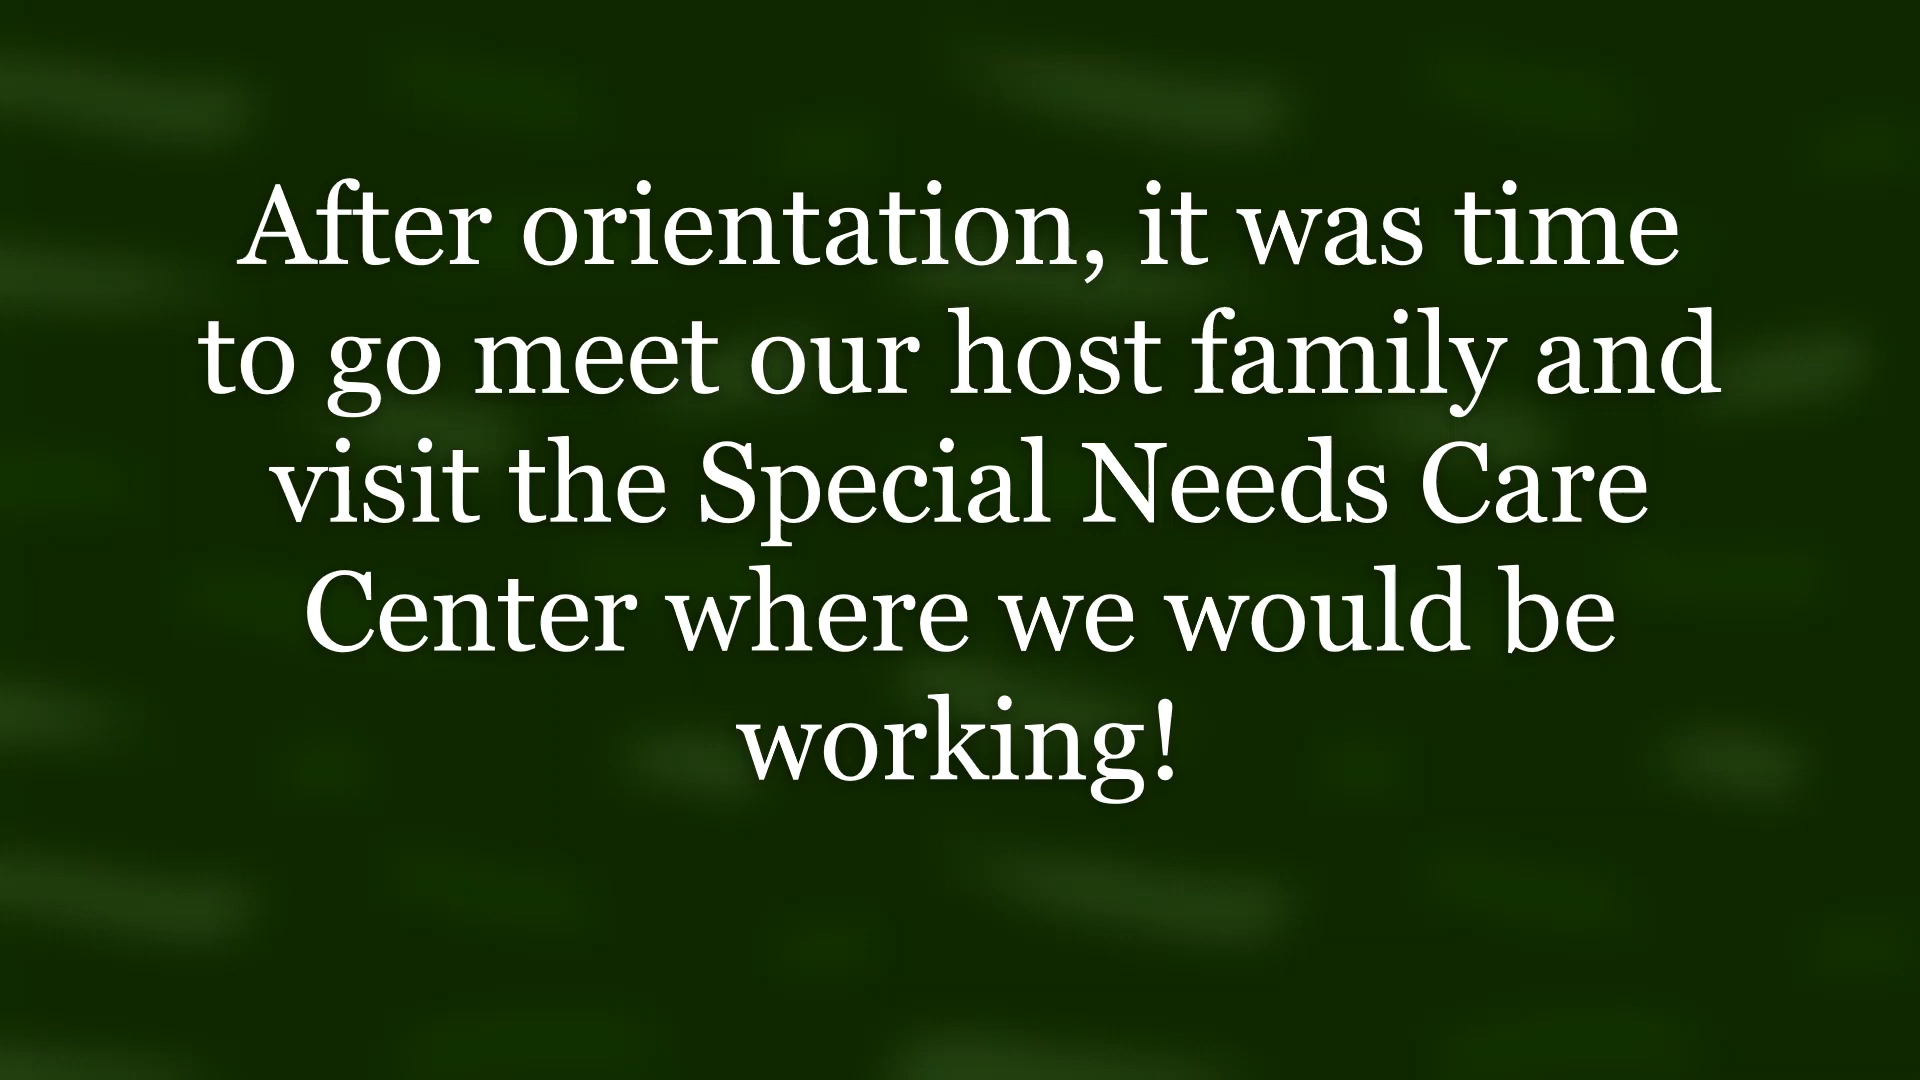 After orientation, it was time
to go meet our host family and
visit the Special Needs Care
Center where we would be
working!